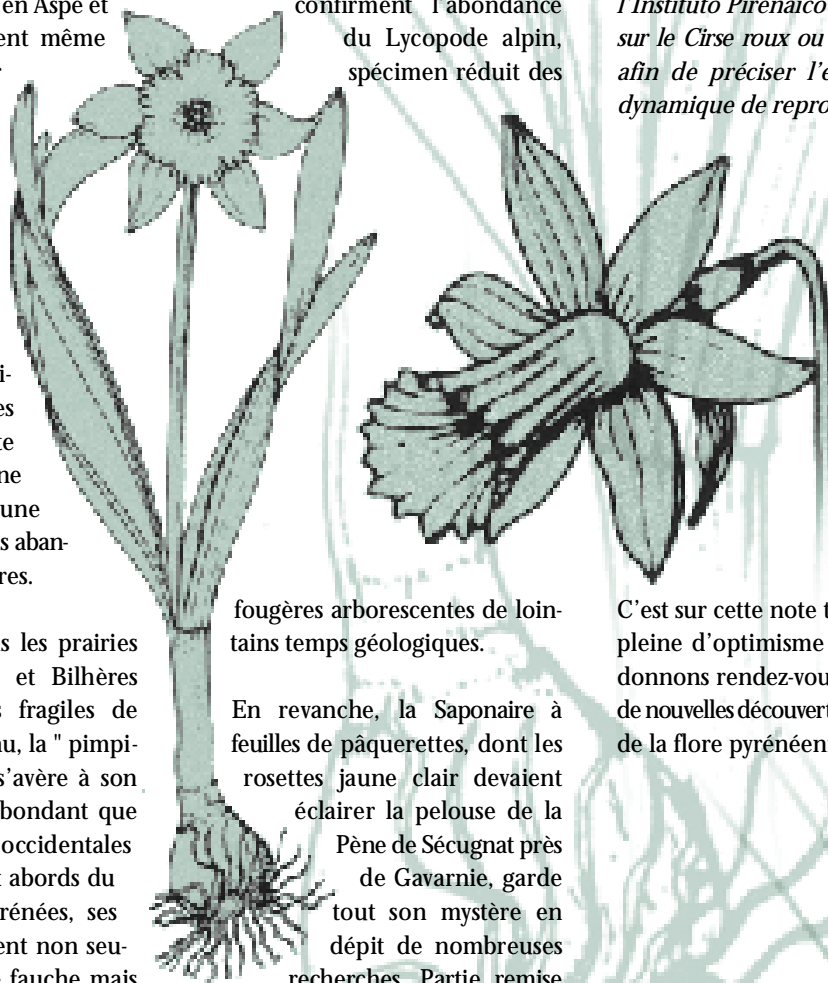 en Aspe et
ent même
i-
es
te
ne
une
s aban-
res.
s les prairies
et Bilhères
s fragiles de
u, la " pimpi-
s'avère à son
bondant que
occidentales
t abords du
rénées, ses
ent non seu-
e fauche mais
confirment l'abondance
du Lycopode alpin,
spécimen réduit des
fougères arborescentes de loin-
tains temps géologiques.
En revanche, la Saponaire à
feuilles de pâquerettes, dont les
rosettes jaune clair devaient
éclairer la pelouse de la
Pène de Sécugnat près
de Gavarnie, garde
tout son mystère en
dépit de nombreuses
recherches. Partie remise
l'Instituto Pirenaico
sur le Cirse roux ou
afin de préciser l'é
dynamique de repro
C'est sur cette note t
pleine d'optimisme
donnons rendez-vou
de nouvelles découvert
de la flore pyrénéen